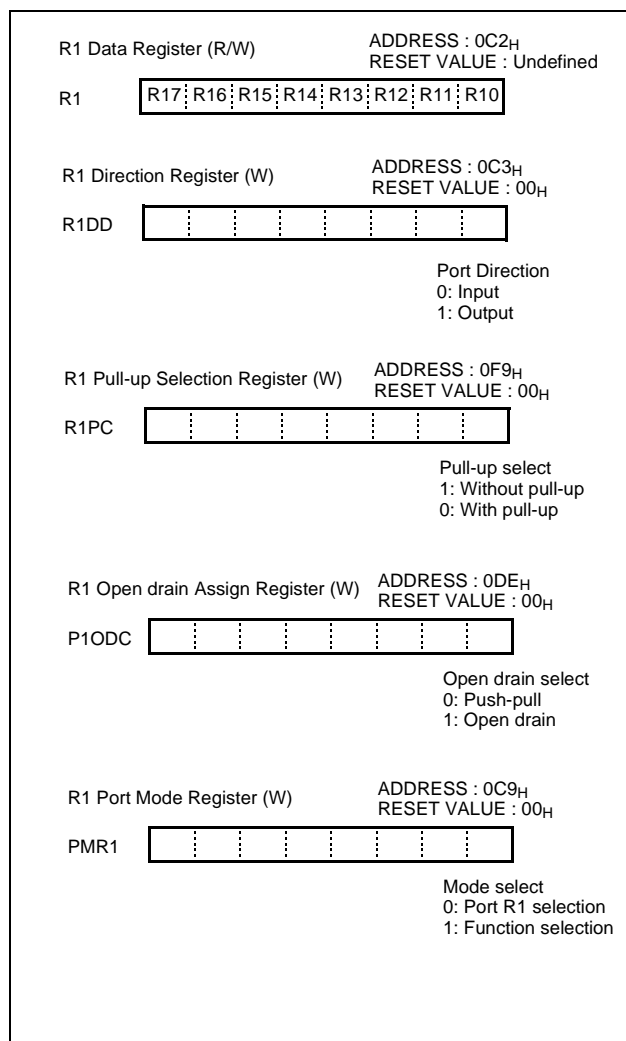 R1 Data Register (R/W)
ADDRESS : 0C2H
RESET VALUE : Undefined
R1
R17 R16 R15 R14 R13 R12 R11 R10
R1 Direction Register (W)
ADDRESS : 0C3H
RESET VALUE : 00H
R1DD
Port Direction
0: Input
1: Output
R1 Pull-up Selection Register (W)
ADDRESS : 0F9H
RESET VALUE : 00H
R1PC
Pull-up select
1: Without pull-up
0: With pull-up
R1 Open drain Assign Register (W)
ADDRESS : 0DEH
RESET VALUE : 00H
P1ODC
Open drain select
0: Push-pull
1: Open drain
R1 Port Mode Register (W)
ADDRESS : 0C9H
RESET VALUE : 00H
PMR1
Mode select
0: Port R1 selection
1: Function selection